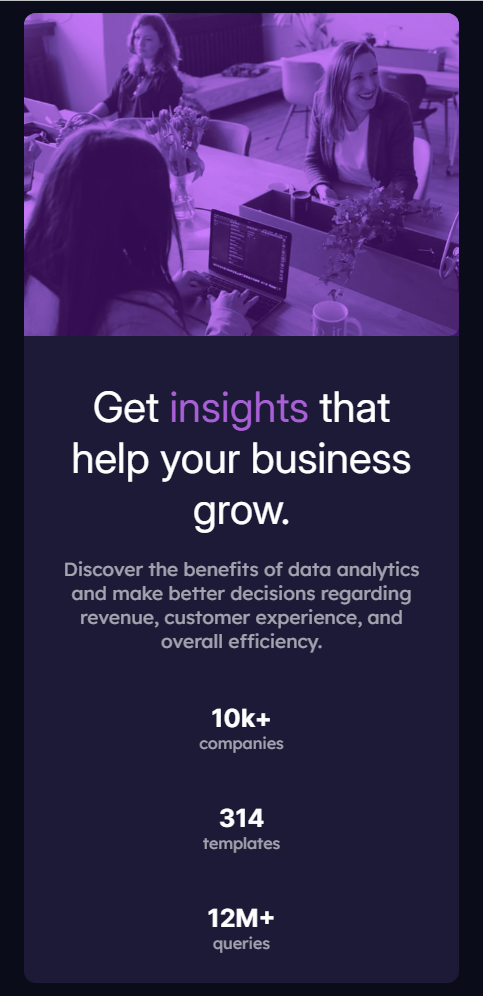 Get insights that
help your business
grow.
Discover the benefits of data analytics
and make better decisions regarding
revenue, customer experience, and
overall efficiency.
10k+
companies
314
templates
12M+
queries